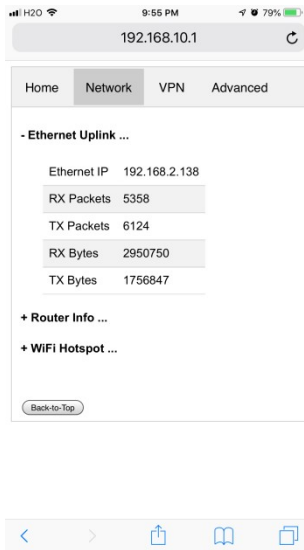 H2O 9:55 PM 79%
192.168.10.1
Home Network VPN Advanced
- Ethernet Uplink ...
Ethernet IP 192.168.2.138
RX Packets 5358
TX Packets 6124
RX Bytes 2950750
TX Bytes 1756847
+ Router Info ...
+ WiFi Hotspot ...
Back-to-Top